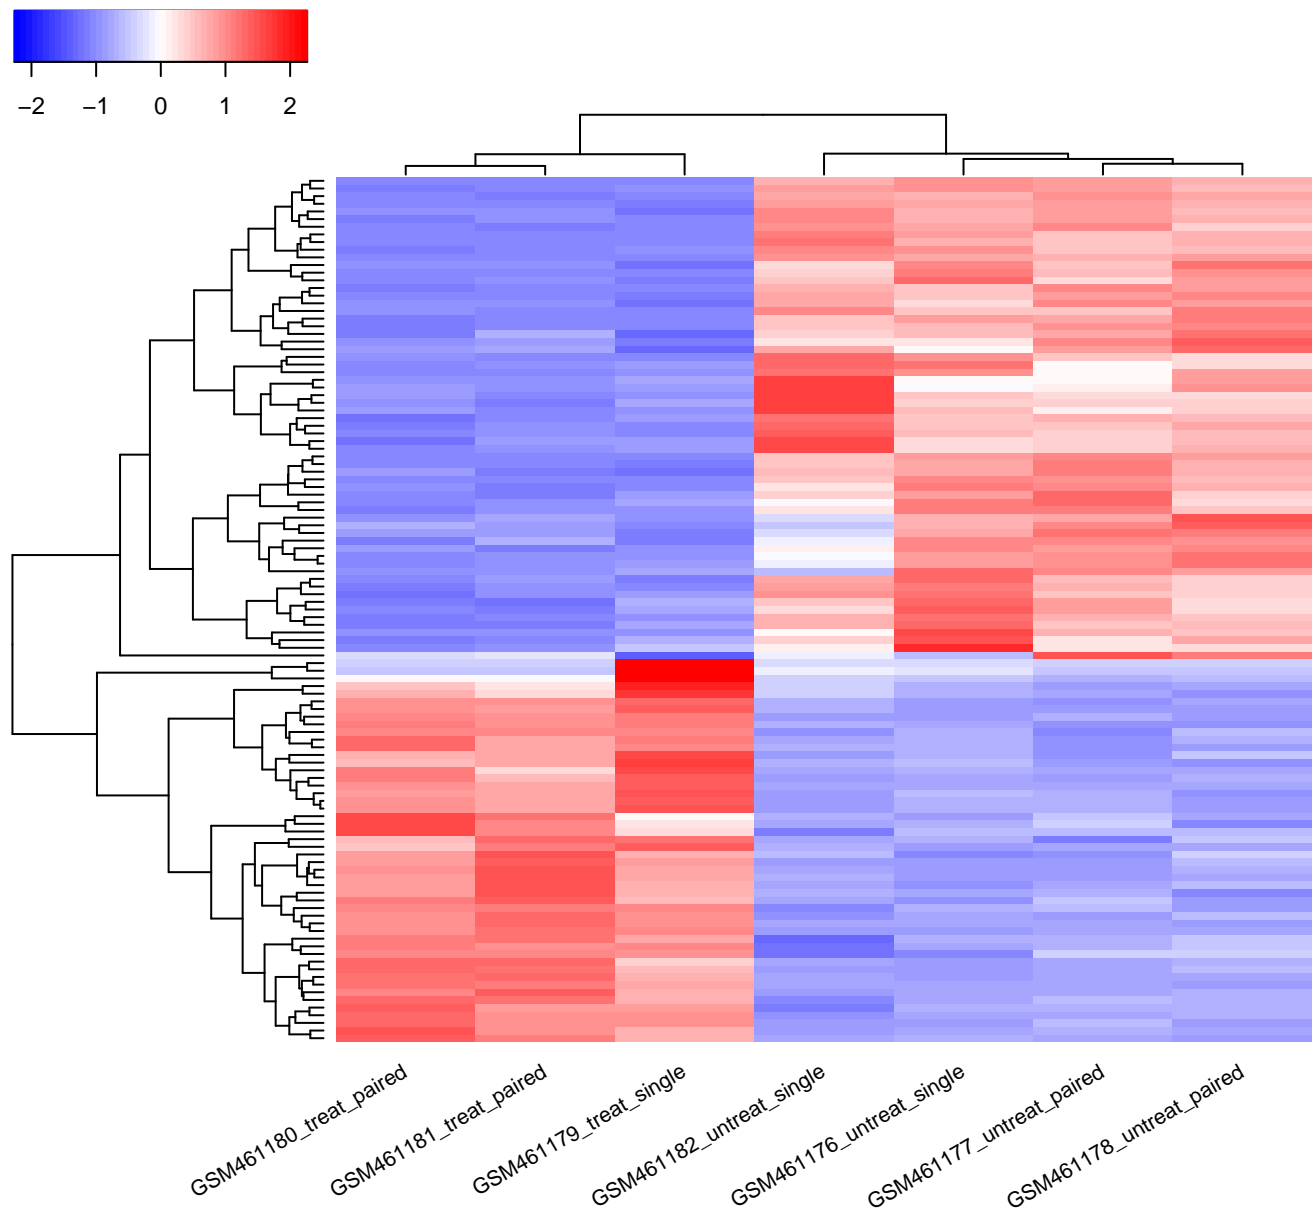 −2 −1 0 1 2
GSM461180_treat_paired
GSM461181_treat_paired
GSM461179_treat_single
GSM461182_untreat_single
GSM461176_untreat_single
GSM461177_untreat_paired
GSM461178_untreat_paired